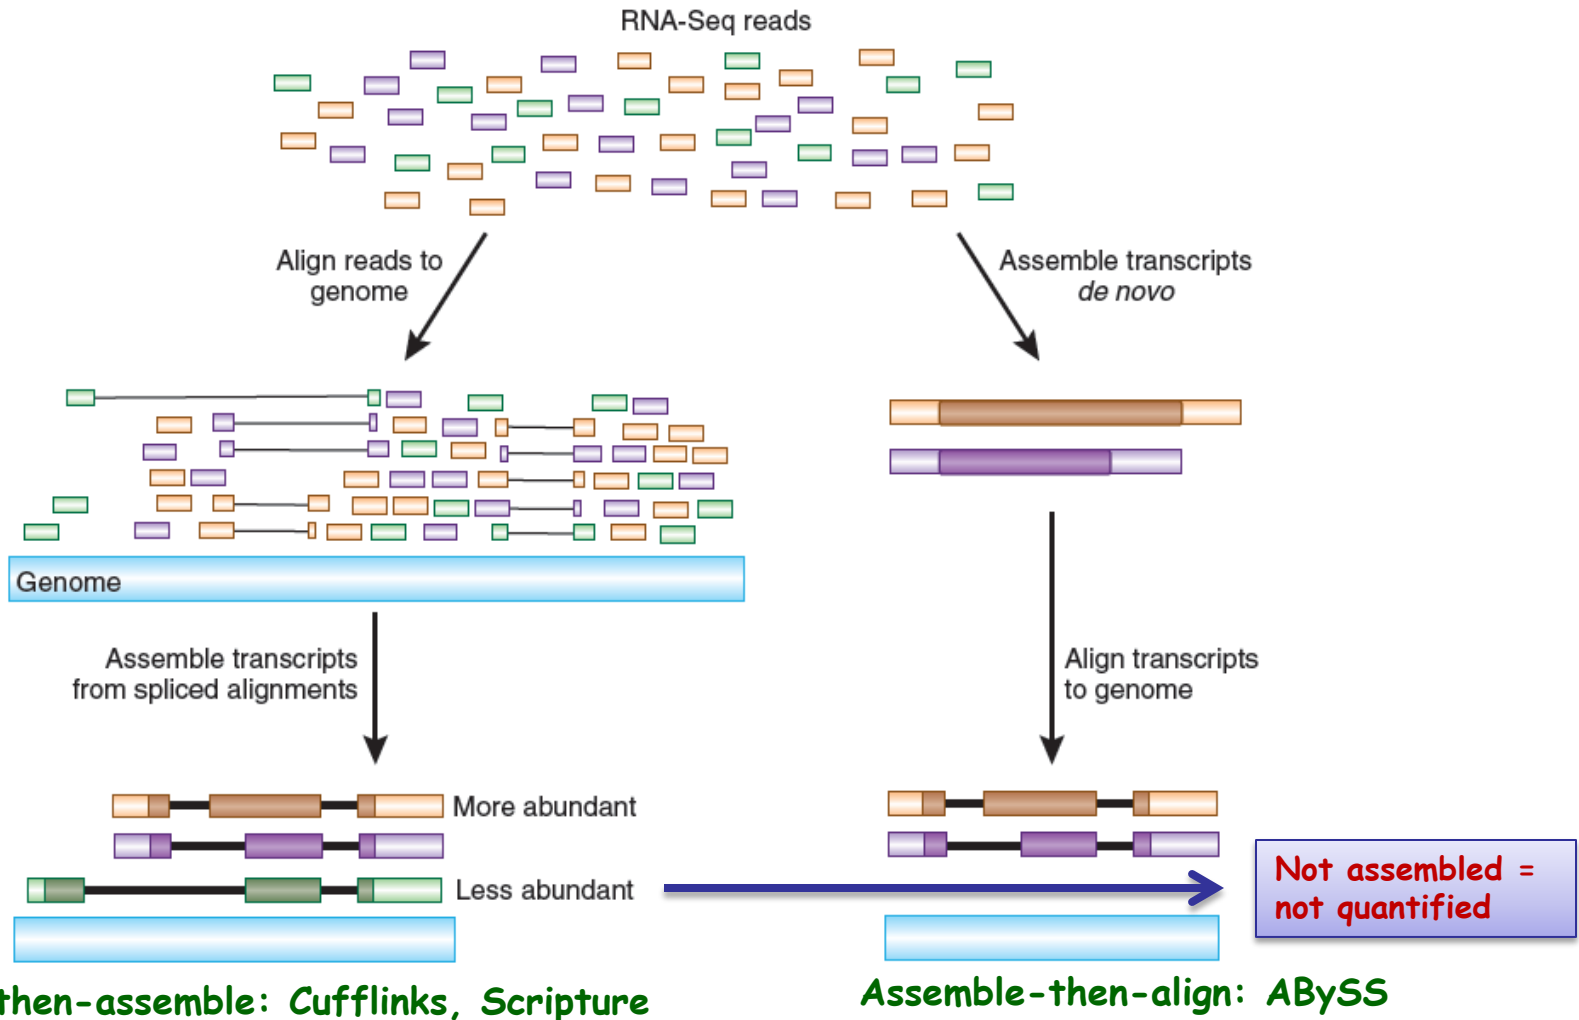 RNA-Seq reads
Align reads to
genome
Assemble transcripts
de novo
Genome
Assemble transcripts
from spliced alignments
Align transcripts
to genome
More abundant
Less abundant
Not assembled =
not quantified
then-assemble: Cufflinks, Scripture
Assemble-then-align: ABySS